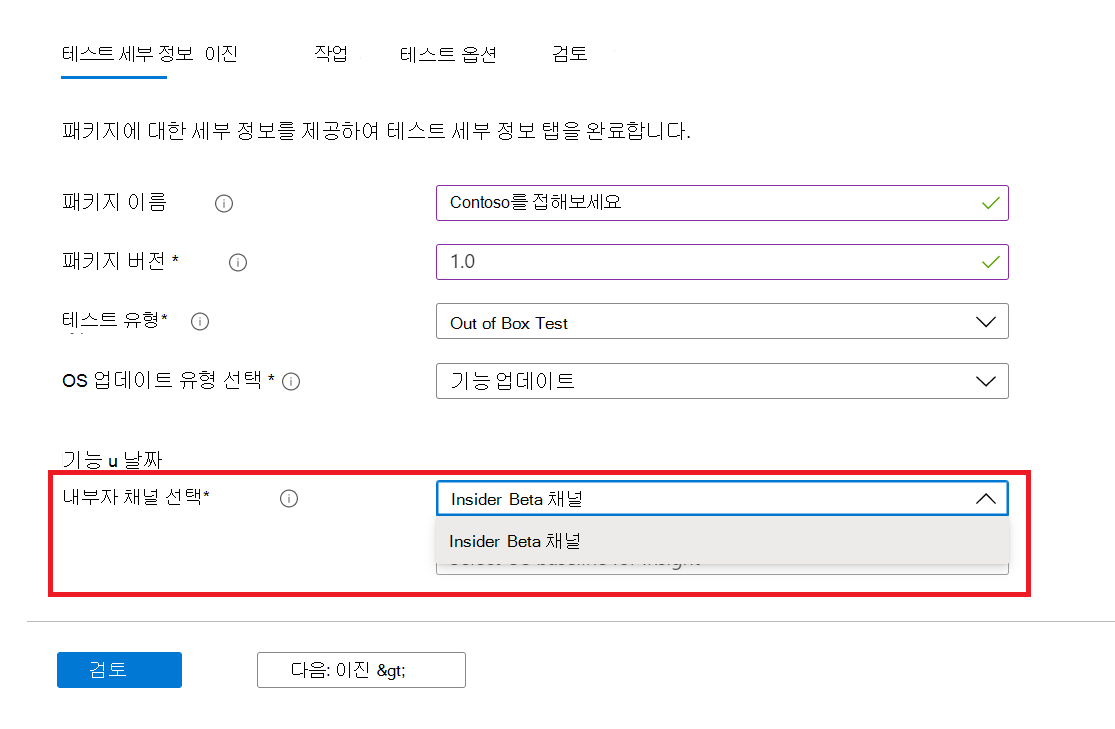 테스트 세부 정보 이진 작업 테스트 옵션 검토
패키지에 대한 세부 정보를 제공하여 테스트 세부 정보 탭을 완료합니다.
패키지 이름 Contoso를 접해보세요
패키지 버전 * 1.0
테스트 유형* Out of Box Test
OS 업데이트 유형 선택 * 기능 업데이트
기능 u 날짜
내부자 채널 선택* Insider Beta 채널
Insider Beta 채널
다음: 이진 &gt;
검토